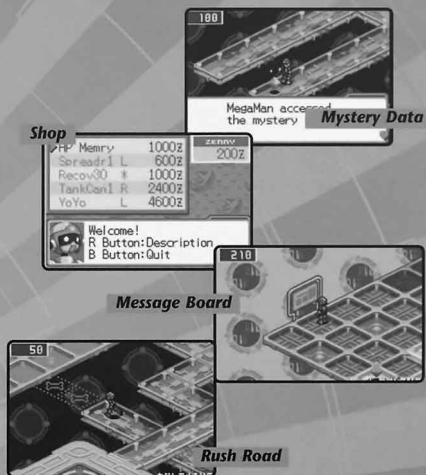 100
MegaMan accessed
the mystery
Mystery Data
Shop
HP Memry 1000Z
Spreadr1 L 600Z
Recov30 * 1000Z
TankCan1 R 2400Z
YoYo L 4600Z
ZENNY
200Z
Welcome!
R Button:Description
B Button:Quit
210
Message Board
50
Rush Road